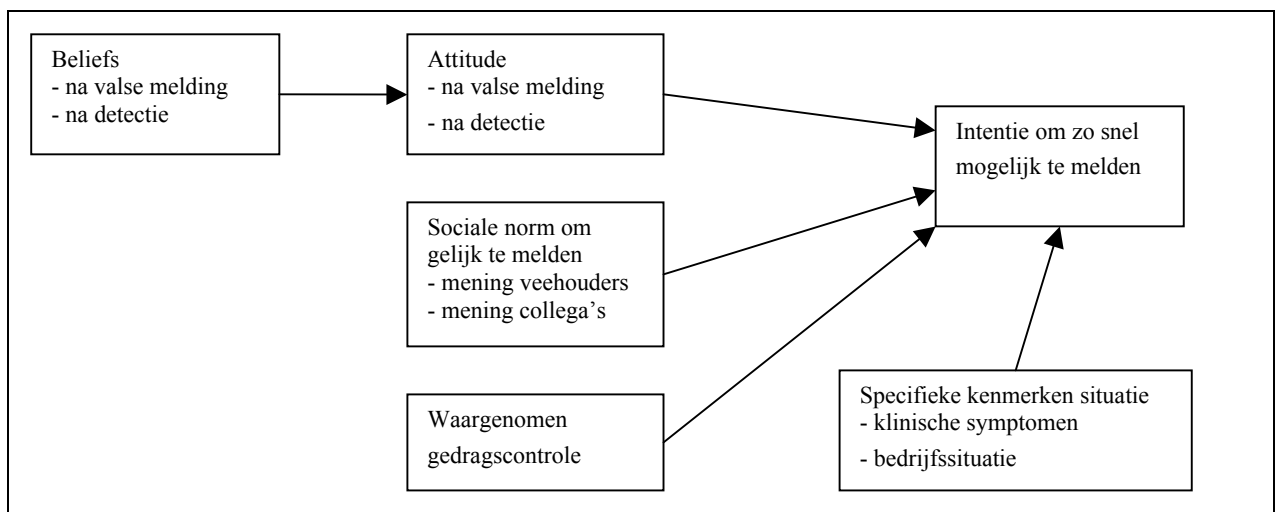 Beliefs
- na valse melding
- na detectie
Attitude
- na valse melding
- na detectie
Intentie om zo snel
mogelijk te melden
Sociale norm om
gelijk te melden
- mening veehouders
- mening collega’s
Waargenomen
gedragscontrole
Specifieke kenmerken situatie
- klinische symptomen
- bedrijfssituatie